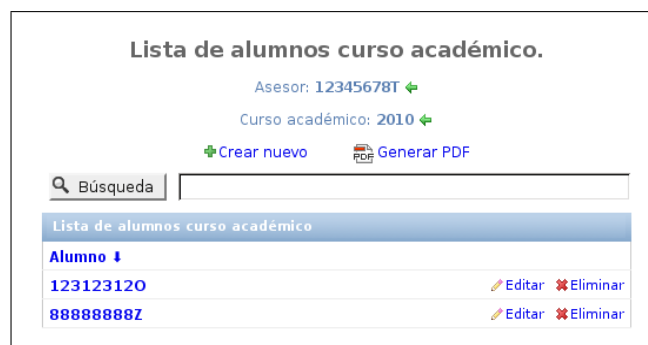 Lista de alumnos curso académico.
Asesor: 12345678T
Curso académico: 2010
Crear nuevo PDF Generar PDF
Búsqueda
Lista de alumnos curso académico
Alumno
12312312O Editar Eliminar
88888888Z Editar Eliminar